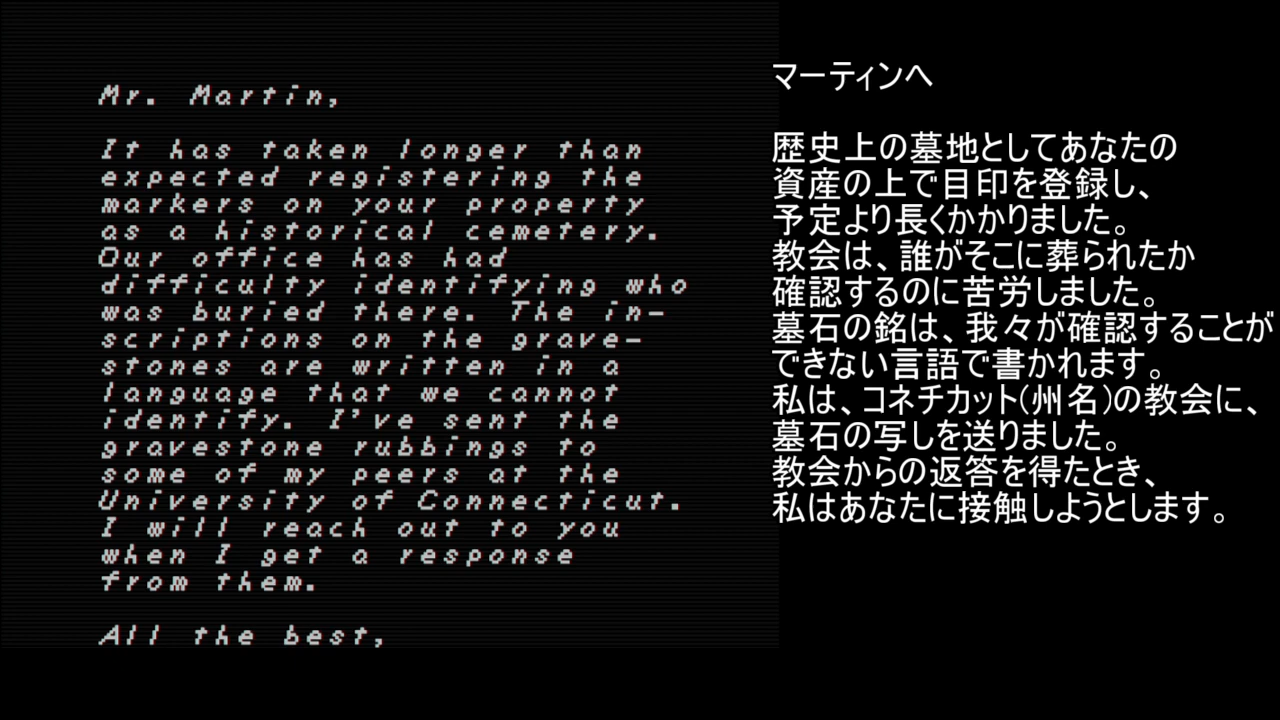 Mr. Martin,
It has taken longer than
expected registering the
markers on your property
as a historical cemetery.
Our office has had
difficulty identifying who
was buried there. The in-
scriptions on the grave-
stones are written in a
language that we cannot
identify. I've sent the
gravestone rubbings to
some of my peers at the
University of Connecticut.
I will reach out to you
when I get a response
from them.
All the best,
マーティンへ
歴史上の墓地としてあなたの
資産の上で目印を登録し、
予定より長くかかりました。
教会は、誰がそこに葬られたか
確認するのに苦労しました。
墓石の銘は、我々が確認することが
できない言語で書かれます。
私は、コネチカット(州名)の教会に、
墓石の写しを送りました。
教会からの返答を得たとき、
私はあなたに接触しようとします。